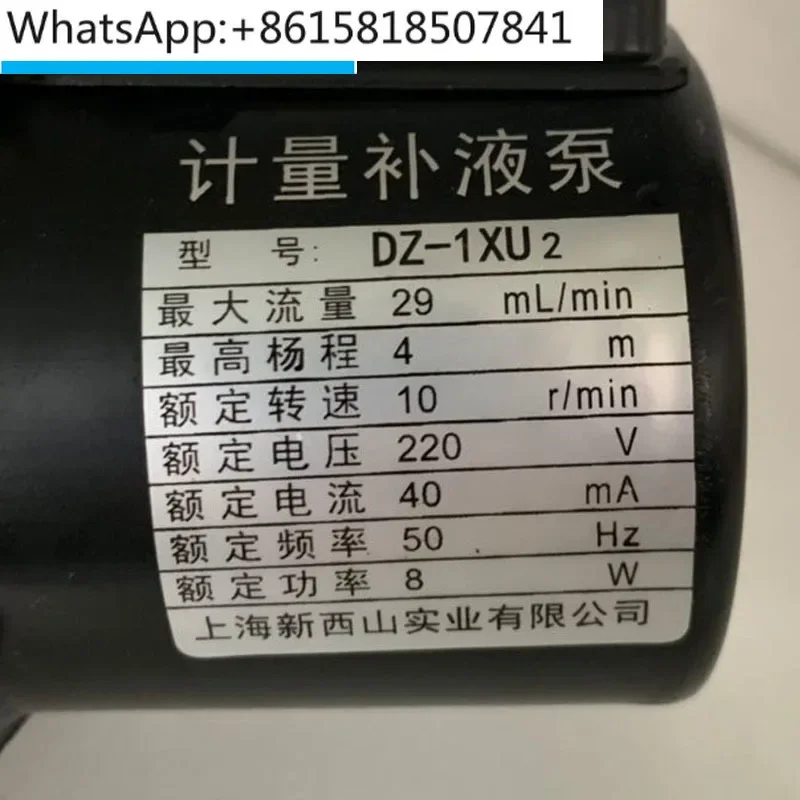 WhatsApp:+8615818507841
计量补液泵
型 号: DZ-1XU2
最大流量 29 mL/min
最高杨程 4 m
额定转速 10 r/min
额定电压 220 V
额定电流 40 mA
额定频率 50 Hz
额定功率 8 W
上海新西山实业有限公司